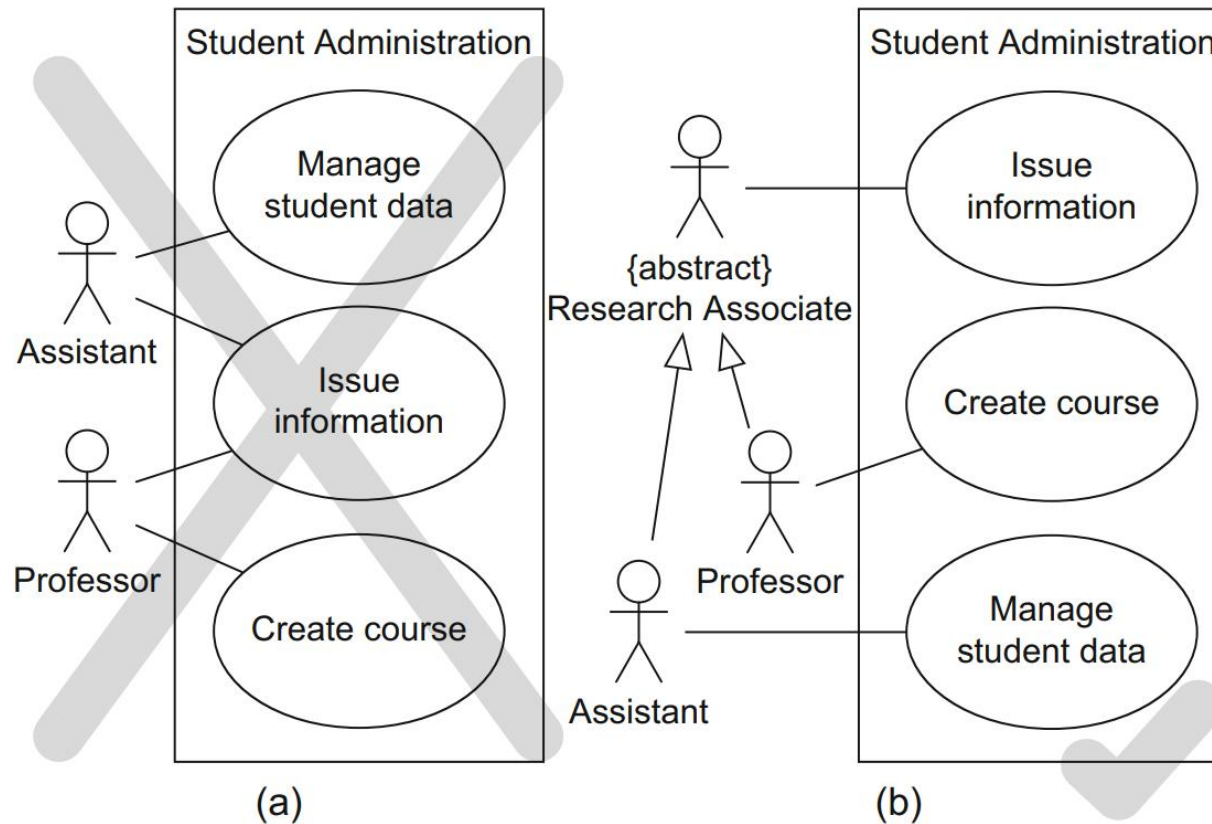 Student Administration
Manage
student data
Assistant
Issue
information
Professor
Create course
(a)
Student Administration
Issue
information
{abstract}
Research Associate
Create course
Professor
Manage
student data
Assistant
(b)